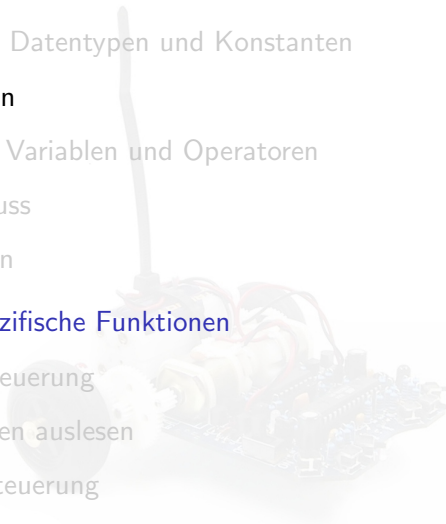 Datentypen und Konstanten
n
Variablen und Operatoren
uss
n
zifische Funktionen
euerung
en auslesen
teuerung